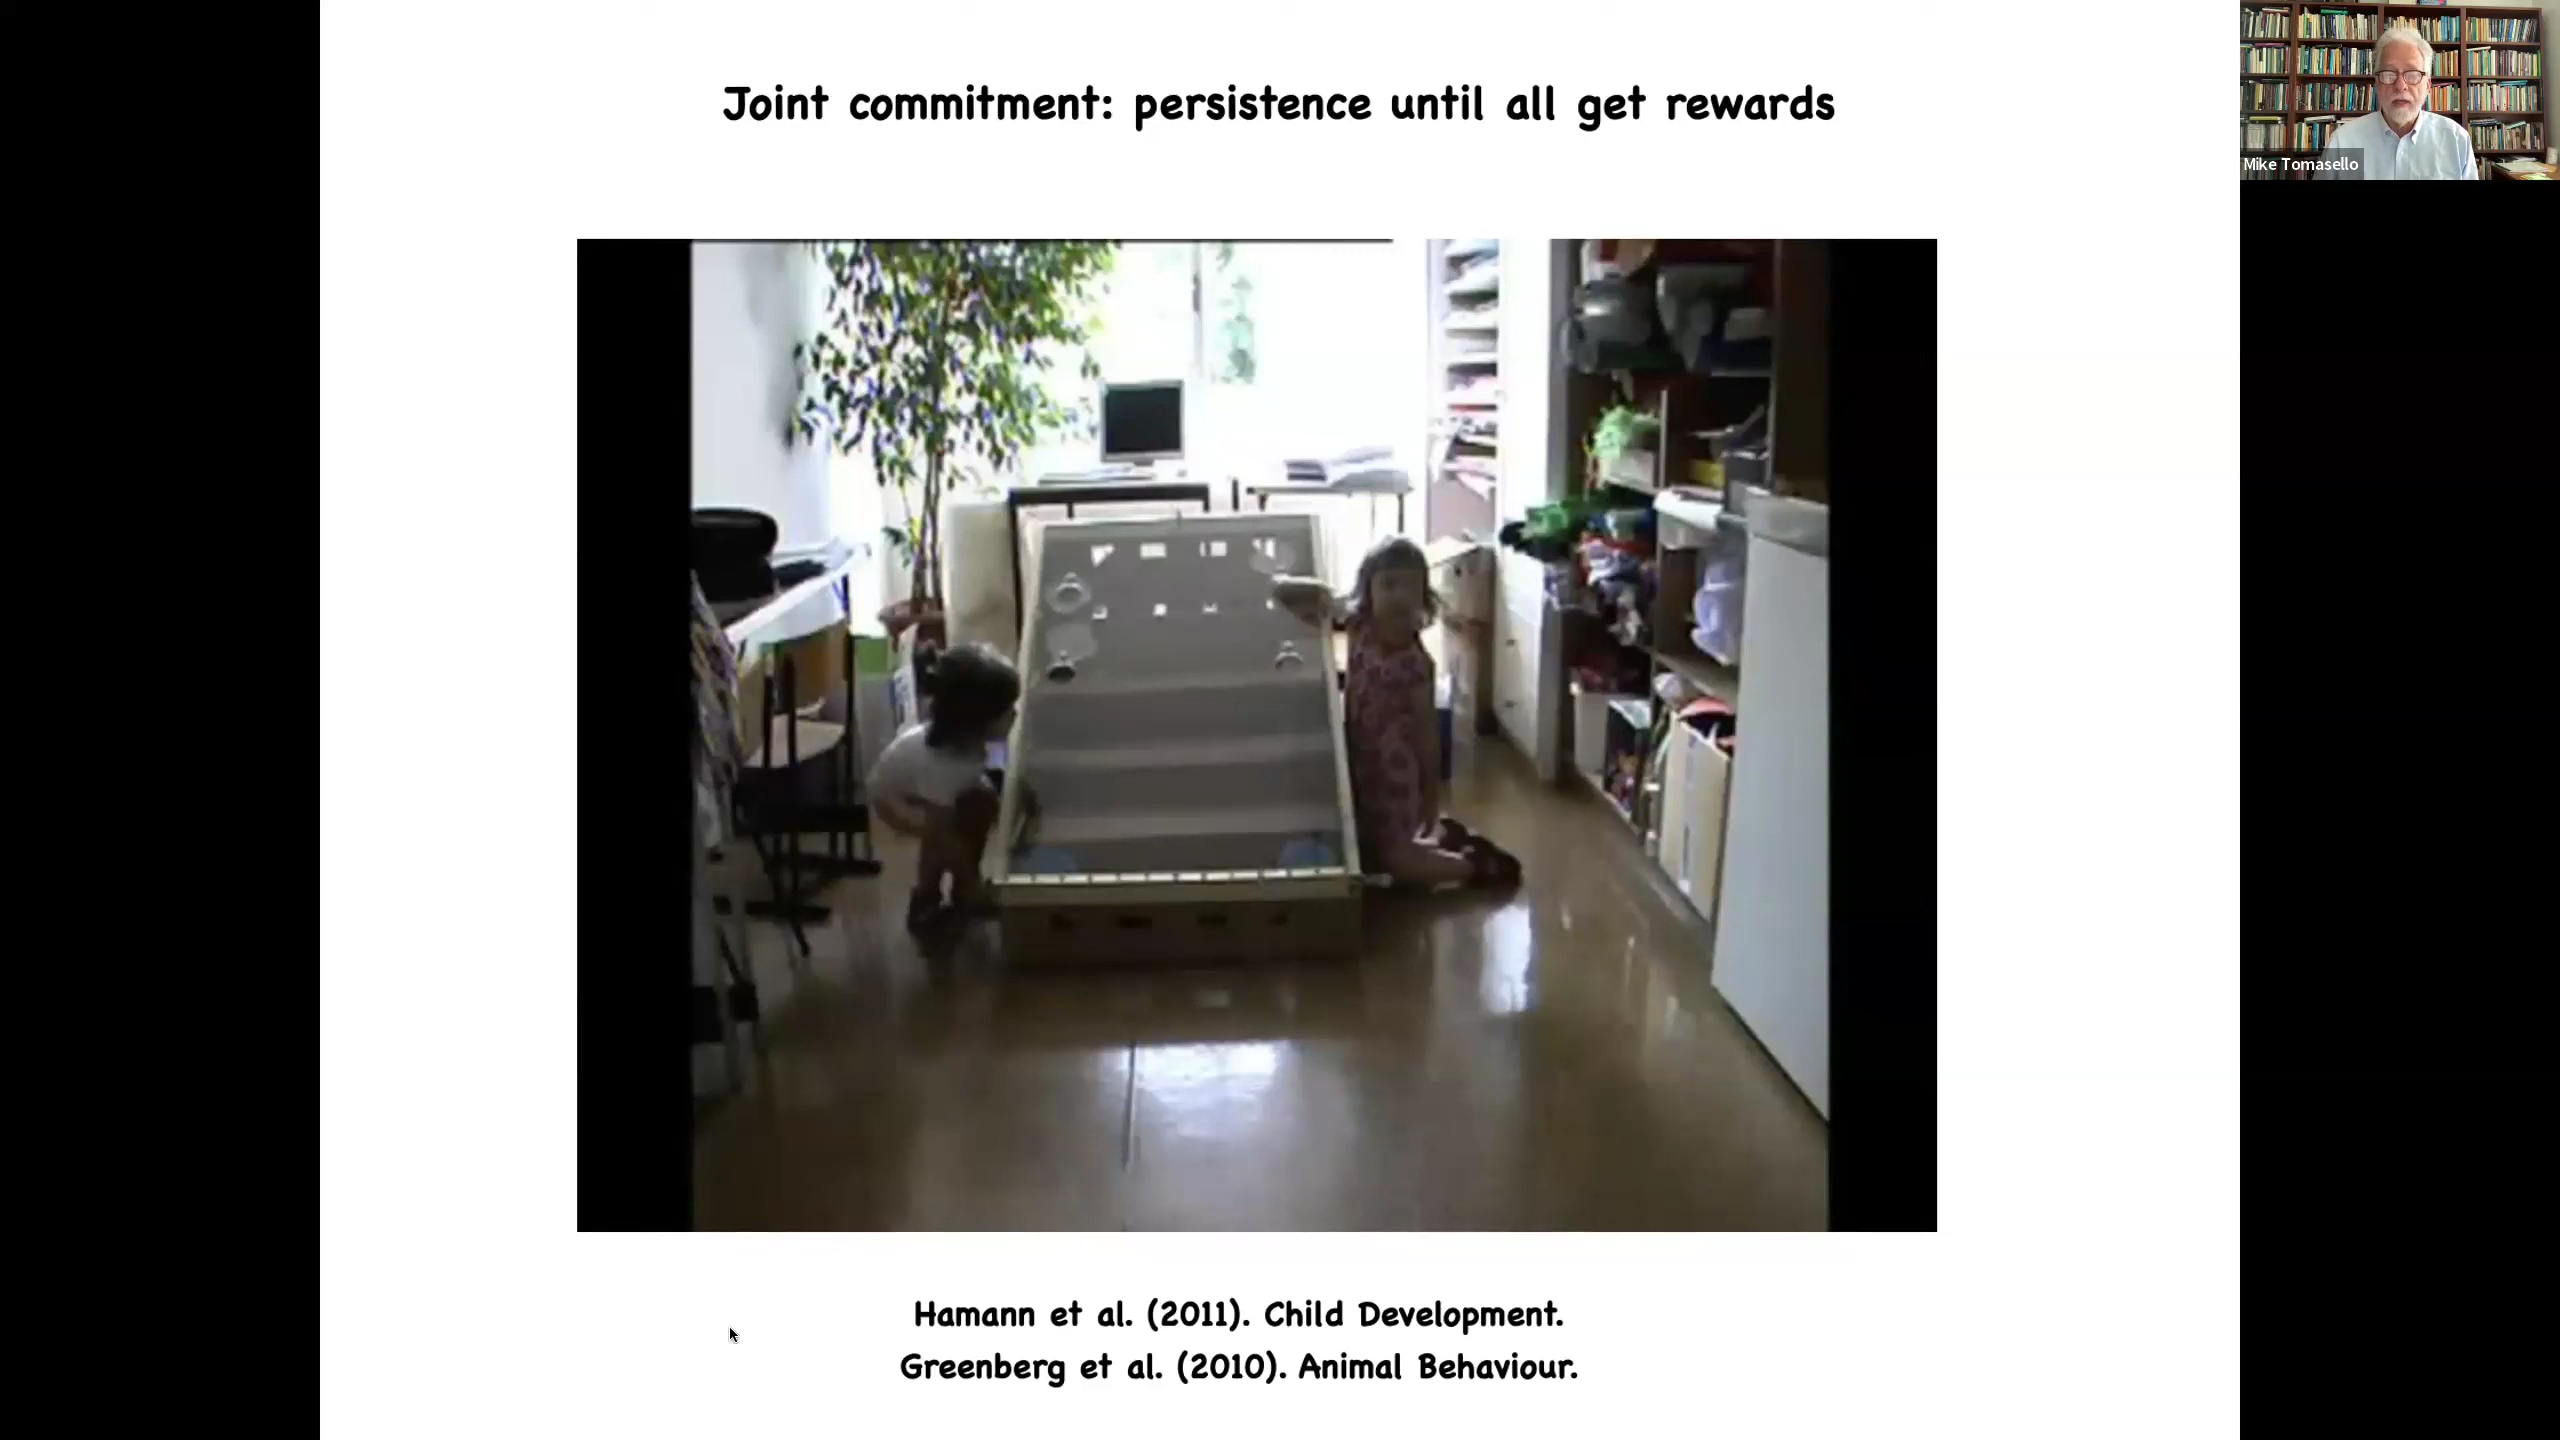 Joint commitment: persistence until all get rewards
Mike Tomasello
Hamann et al. (2011). Child Development.
Greenberg et al. (2010). Animal Behaviour.